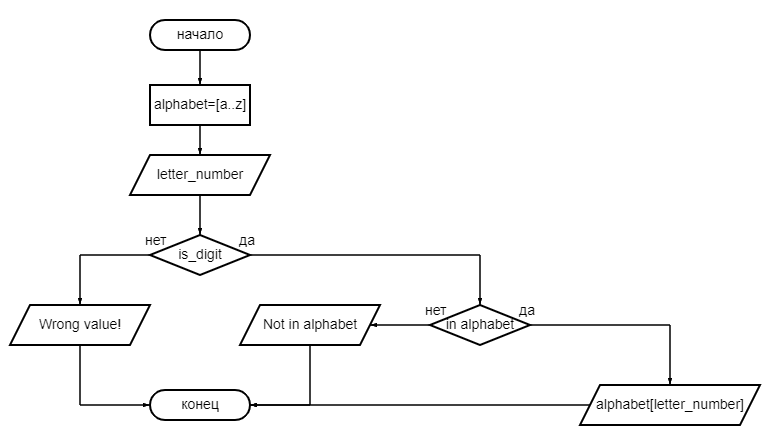 начало
alphabet=[a..z]
letter_number
нет
да
is_digit
нет
да
Wrong value!
Not in alphabet
in alphabet
конец
alphabet[letter_number]